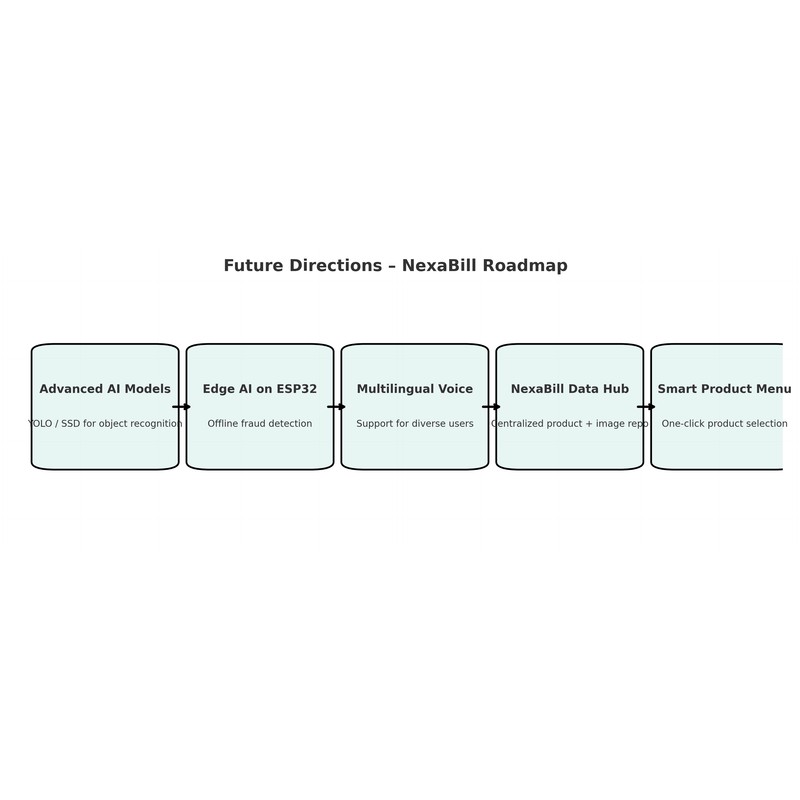 Future Directions – NexaBill Roadmap
Advanced AI Models
YOLO / SSD for object recognition
Edge AI on ESP32
Offline fraud detection
Multilingual Voice
Support for diverse users
NexaBill Data Hub
Centralized product + image repo
Smart Product Menu
One-click product selection